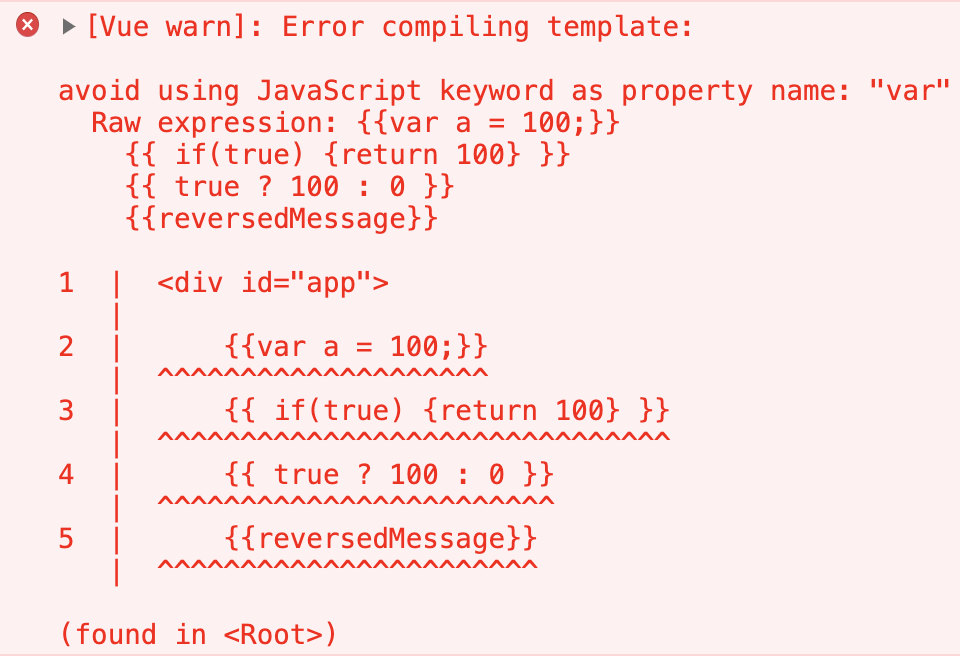 [Vue warn]: Error compiling template:
avoid using JavaScript keyword as property name: "var"
Raw expression: {{var a = 100;}}
{{ if(true) {return 100} }}
{{ true ? 100 : 0 }}
{{reversedMessage}}
1 | <div id="app">
|
2 | {{var a = 100;}}
| ^^^^^^^^^^^^^^^^^^^^
3 | {{ if(true) {return 100} }}
| ^^^^^^^^^^^^^^^^^^^^^^^^^^^^^^^
4 | {{ true ? 100 : 0 }}
| ^^^^^^^^^^^^^^^^^^^^^^^^
5 | {{reversedMessage}}
| ^^^^^^^^^^^^^^^^^^^^^^^
(found in <Root>)